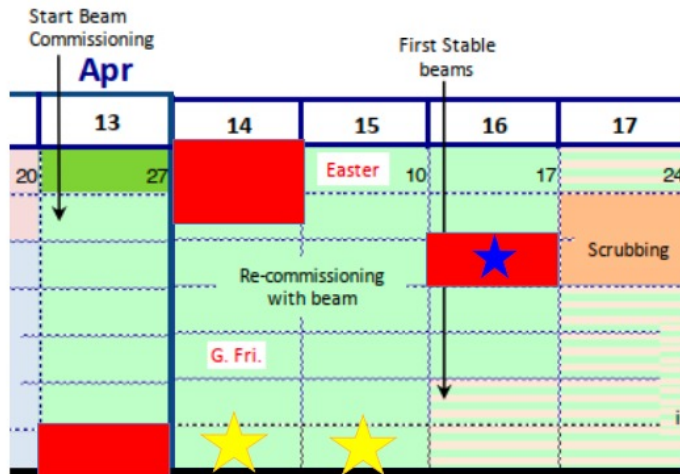 Start Beam
Commissioning
First Stable
beams
Apr
13
14
15
16
17
20
27
Easter
10
17
24
Scrubbing
Re-commissioning
with beam
G. Fri.